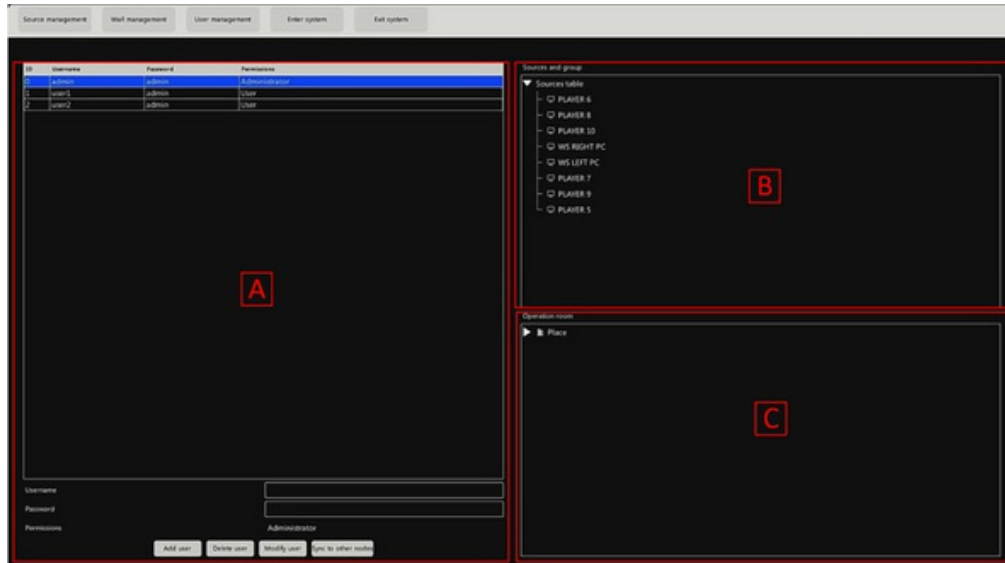 Source management Wall management User management Enter system Exit system
ID Username Password Permissions
0 admin admin Administrator
1 user1 admin User
2 user2 admin User
A
Username
Password
Permissions Administrator
Add user Delete user Modify user Sync to other nodes
Sources and group
Sources table
PLAYER 6
PLAYER 8
PLAYER 10
WS RIGHT PC
WS LEFT PC
PLAYER 7
PLAYER 9
PLAYER 5
B
Operation room
Place
C